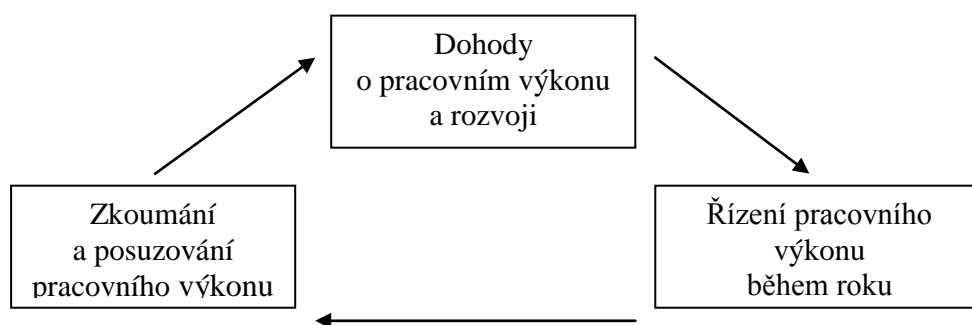 Dohody
o pracovním výkonu
a rozvoji
Zkoumání
a posuzování
pracovního výkonu
Řízení pracovního
výkonu
během roku